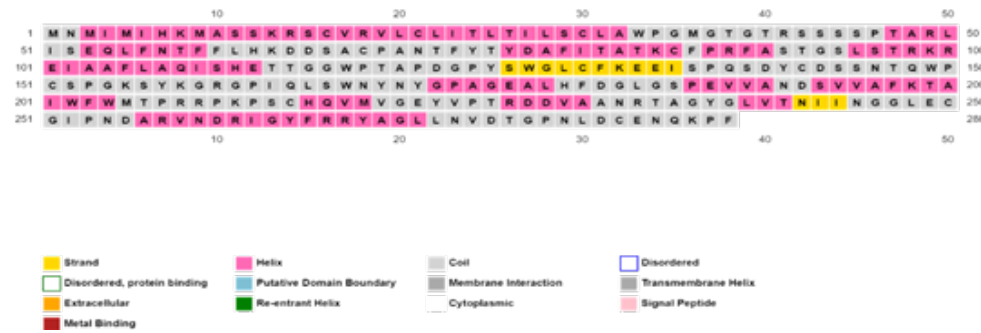 10 20 30 40 50
1 M N M I M I H K M A S S K R S C V R V L C L I T L T I L S C L A W P G M G T G T R S S S S P T A R L 50
51 I S E Q L F N T F F L H K D D S A C P A N T F Y T Y D A F I T A T K C F P R F A S T G S L S T R K R 100
101 E I A A F L A Q I S H E T T G G W P T A P D G P Y S W G L C F K E E I S P Q S D Y C D S S N T Q W P 150
151 C S P G K S Y K G R G P I Q L S W N Y N Y G P A G E A L H F D G L G S P E V V A N D S V V A F K T A 200
201 I W F W M T P R R P K P S C H Q V M V G E Y V P T R D D V A A N R T A G Y G L V T N I I N G G L E C 250
251 G I P N D A R V N D R I G Y F R R Y A G L L N V D T G P N L D C E N Q K P F 288
10 20 30 40 50
Strand Helix Coil Disordered
Disordered, protein binding Putative Domain Boundary Membrane Interaction Transmembrane Helix
Extracellular Re-entrant Helix Cytoplasmic Signal Peptide
Metal Binding